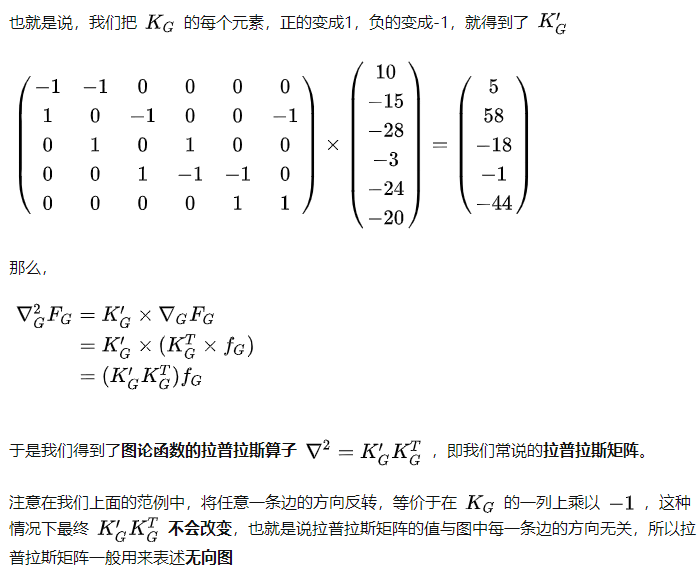 也就是说，我们把 K_G 的每个元素，正的变成1，负的变成-1，就得到了 K′_G
\begin{pmatrix} -1 & -1 & 0 & 0 & 0 & 0 \\ 1 & 0 & -1 & 0 & 0 & -1 \\ 0 & 1 & 0 & 1 & 0 & 0 \\ 0 & 0 & 1 & -1 & -1 & 0 \\ 0 & 0 & 0 & 0 & 1 & 1 \end{pmatrix} × \begin{pmatrix} 10 \\ -15 \\ -28 \\ -3 \\ -24 \\ -20 \end{pmatrix} = \begin{pmatrix} 5 \\ 58 \\ -18 \\ -1 \\ -44 \end{pmatrix}
那么，
∇²_G F_G = K′_G × ∇_G F_G
= K′_G × (K^T_G × f_G)
= (K′_G K^T_G) f_G
于是我们得到了图论函数的拉普拉斯算子 ∇² = K′_G K^T_G ，即我们常说的拉普拉斯矩阵。
注意在我们上面的范例中，将任意一条边的方向反转，等价于在 K_G 的一列上乘以 −1 ，这种
情况下最终 K′_G K^T_G 不会改变，也就是说拉普拉斯矩阵的值与图中每一条边的方向无关，所以拉
普拉斯矩阵一般用来表述无向图